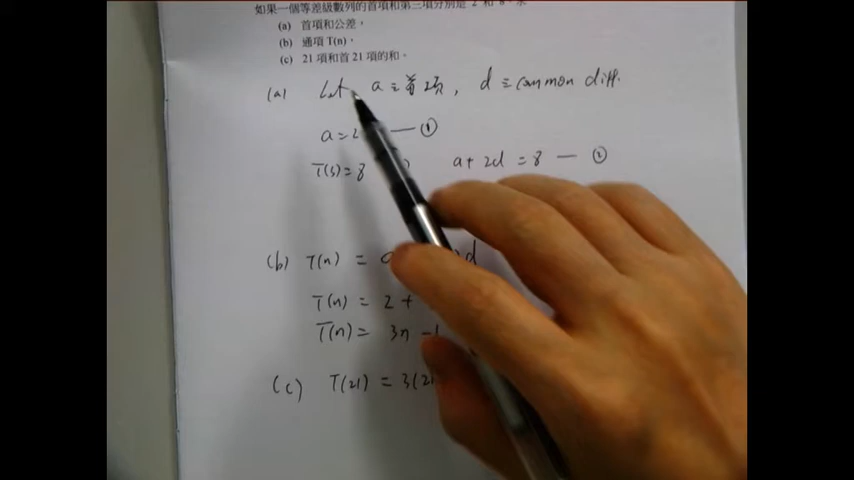 如果一個等差級數列的首項和第三項分別是 2 和 8。求
(a) 首項和公差。
(b) 通項 T(n)。
(c) 21 項和首 21 項的和。
(a) Let a = 首項, d = common diff.
a = 2 — ①
T(3) = 8 a + 2d = 8 — ②
(b) T(n) = a d
T(n) = 2 +
T(n) = 3n - 1
(c) T(21) = 3(21